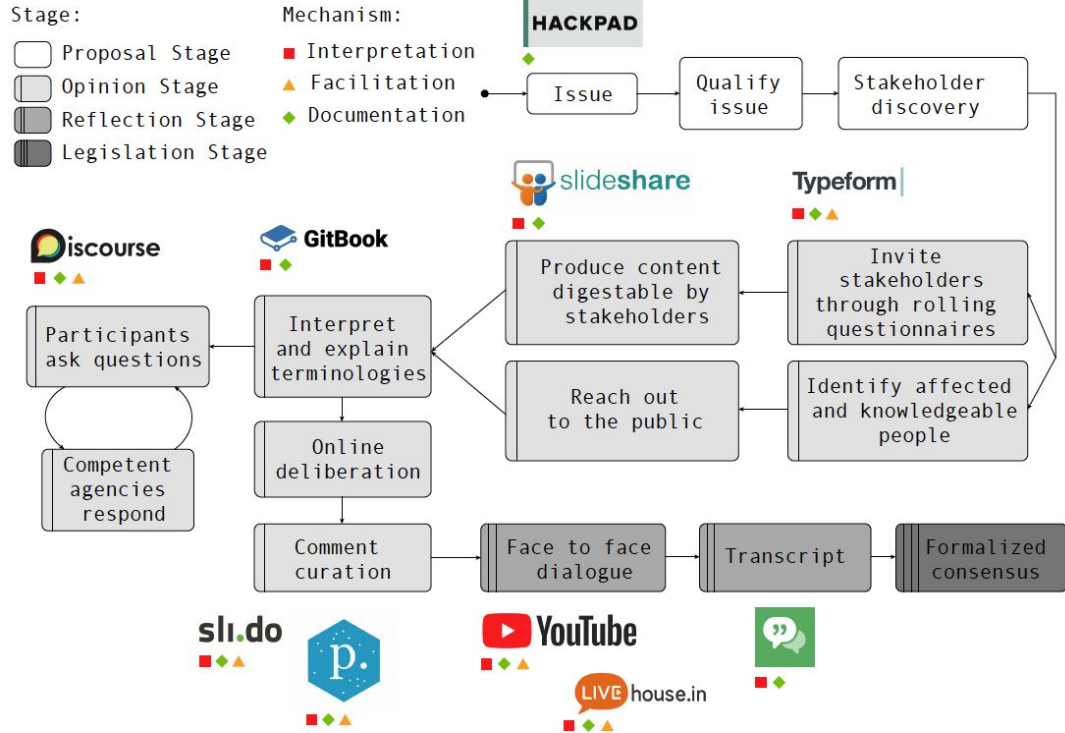 Stage:
Proposal Stage
Opinion Stage
Reflection Stage
Legislation Stage
Mechanism:
Interpretation
Facilitation
Documentation
HACKPAD
Issue
Qualify
issue
Stakeholder
discovery
slideshare
Typeform
Discourse
GitBook
Participants
ask questions
Interpret
and explain
terminologies
Produce content
digestable by
stakeholders
Invite
stakeholders
through rolling
questionnaires
Reach out
to the public
Identify affected
and knowledgeable
people
Competent
agencies
respond
Online
deliberation
Comment
curation
Face to face
dialogue
Transcript
Formalized
consensus
sli.do
p.
YouTube
LIVE house.in